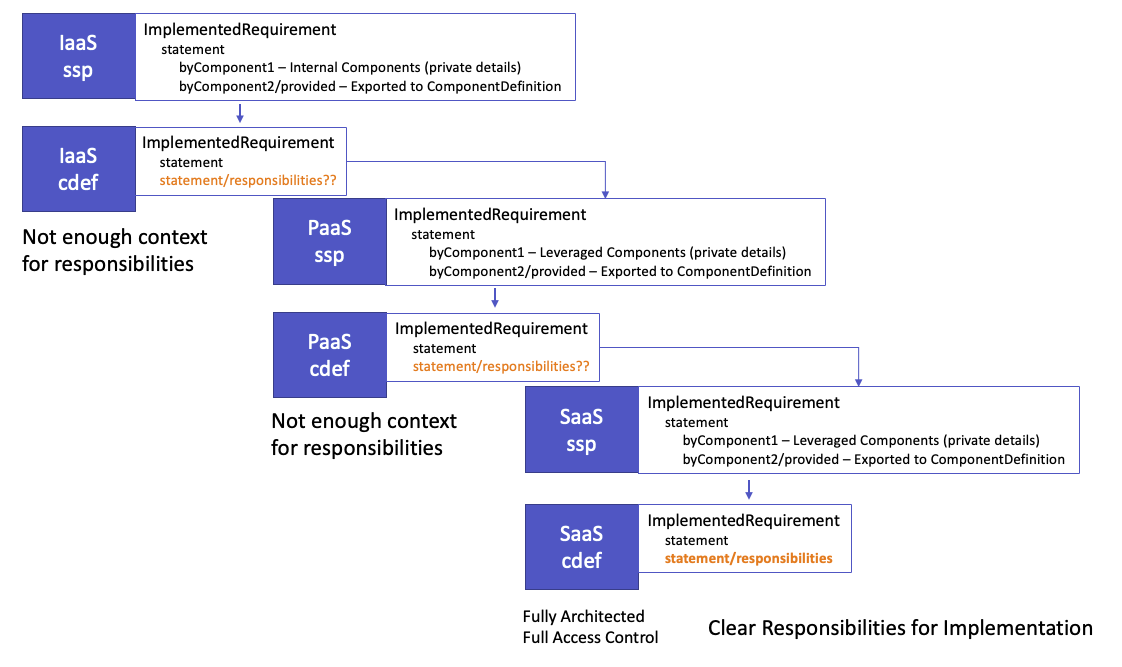 IaaS
ssp
ImplementedRequirement
statement
byComponent1 – Internal Components (private details)
byComponent2/provided – Exported to ComponentDefinition
IaaS
cdef
ImplementedRequirement
statement
statement/responsibilities??
Not enough context
for responsibilities
PaaS
ssp
ImplementedRequirement
statement
byComponent1 – Leveraged Components (private details)
byComponent2/provided – Exported to ComponentDefinition
PaaS
cdef
ImplementedRequirement
statement
statement/responsibilities??
Not enough context
for responsibilities
SaaS
ssp
ImplementedRequirement
statement
byComponent1 – Leveraged Components (private details)
byComponent2/provided – Exported to ComponentDefinition
SaaS
cdef
ImplementedRequirement
statement
statement/responsibilities
Fully Architected
Full Access Control
Clear Responsibilities for Implementation